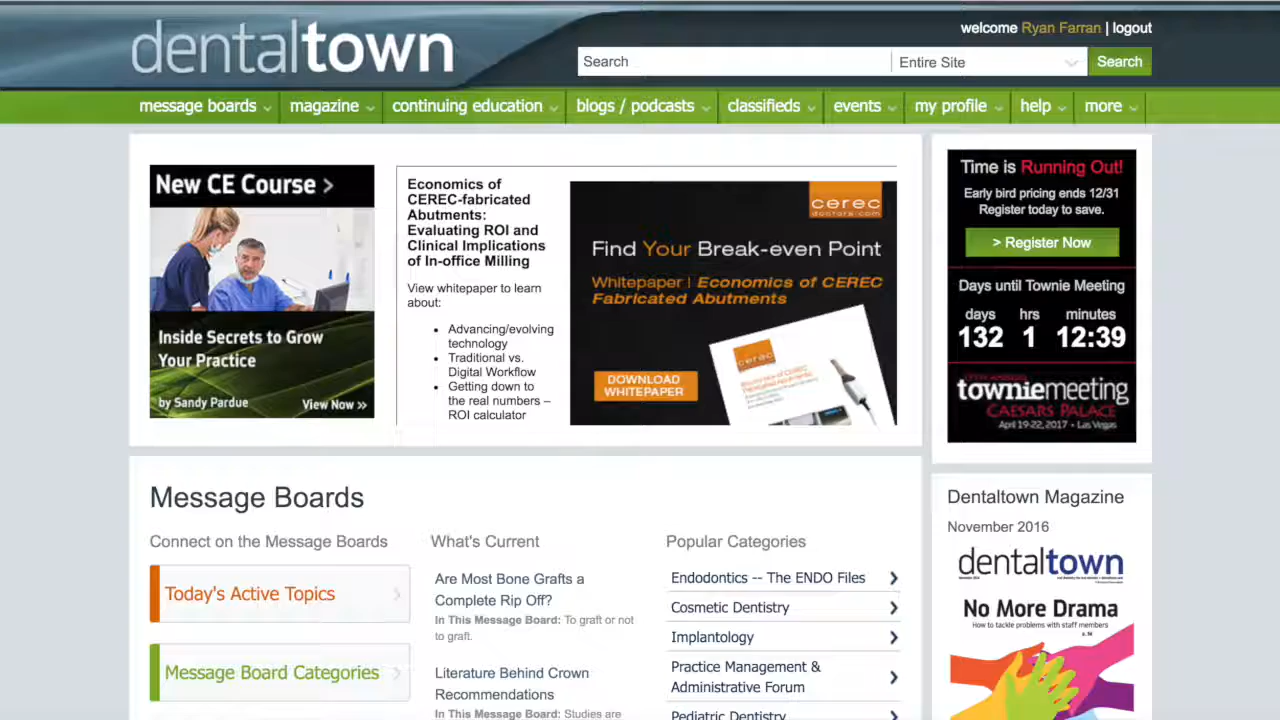 dentaltown
welcome Ryan Farran | logout
Search
Entire Site
Search
message boards
magazine
continuing education
blogs / podcasts
classifieds
events
my profile
help
more
New CE Course >
Inside Secrets to Grow
Your Practice
by Sandy Pardue
View Now »
Economics of
CEREC-fabricated
Abutments:
Evaluating ROI and
Clinical Implications
of In-office Milling
View whitepaper to learn
about:
• Advancing/evolving
technology
• Traditional vs.
Digital Workflow
• Getting down to
the real numbers –
ROI calculator
cerec
doctors.com
Find Your Break-even Point
Whitepaper | Economics of CEREC
Fabricated Abutments
DOWNLOAD
WHITEPAPER
cerec
Time is Running Out!
Early bird pricing ends 12/31
Register today to save.
> Register Now
Days until Townie Meeting
days hrs minutes
132 1 12:39
towniemeeting
CAESARS PALACE
April 19-22, 2017 • Las Vegas
Message Boards
Connect on the Message Boards
Today's Active Topics
Message Board Categories
What's Current
Are Most Bone Grafts a
Complete Rip Off?
In This Message Board: To graft or not
to graft.
Literature Behind Crown
Recommendations
In This Message Board: Studies are
Popular Categories
Endodontics -- The ENDO Files
Cosmetic Dentistry
Implantology
Practice Management &
Administrative Forum
Pediatric Dentistry
Dentaltown Magazine
November 2016
dentaltown
No More Drama
How to tackle problems with staff members